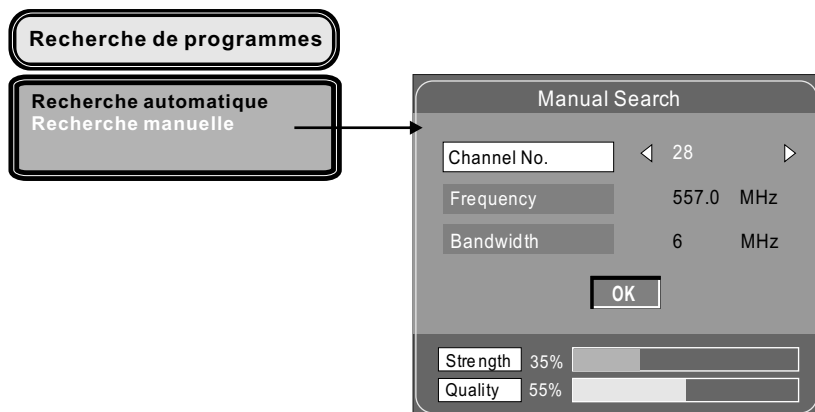 Recherche de programmes
Recherche automatique
Recherche manuelle
Manual Search
Channel No. 28
Frequency 557.0 MHz
Bandwidth 6 MHz
OK
Strength 35%
Quality 55%